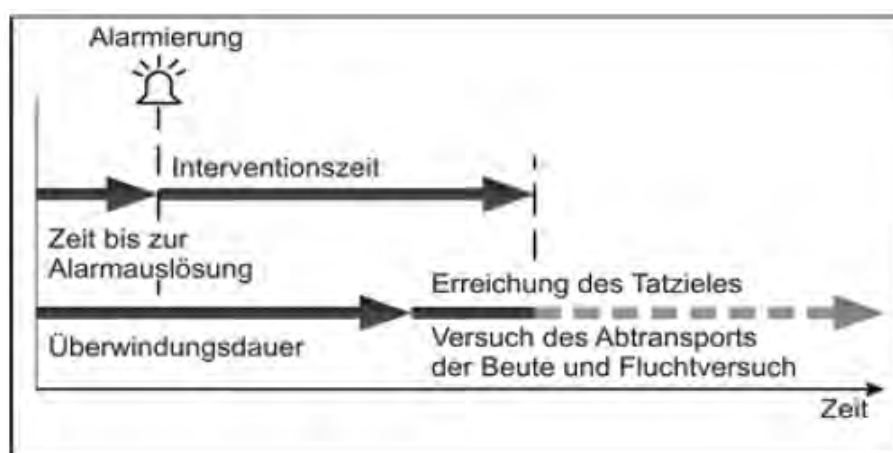 Alarmierung
Interventionszeit
Zeit bis zur
Alarmauslösung
Erreichung des Tatzieles
Überwindungsdauer
Versuch des Abtransports
der Beute und Fluchtversuch
Zeit